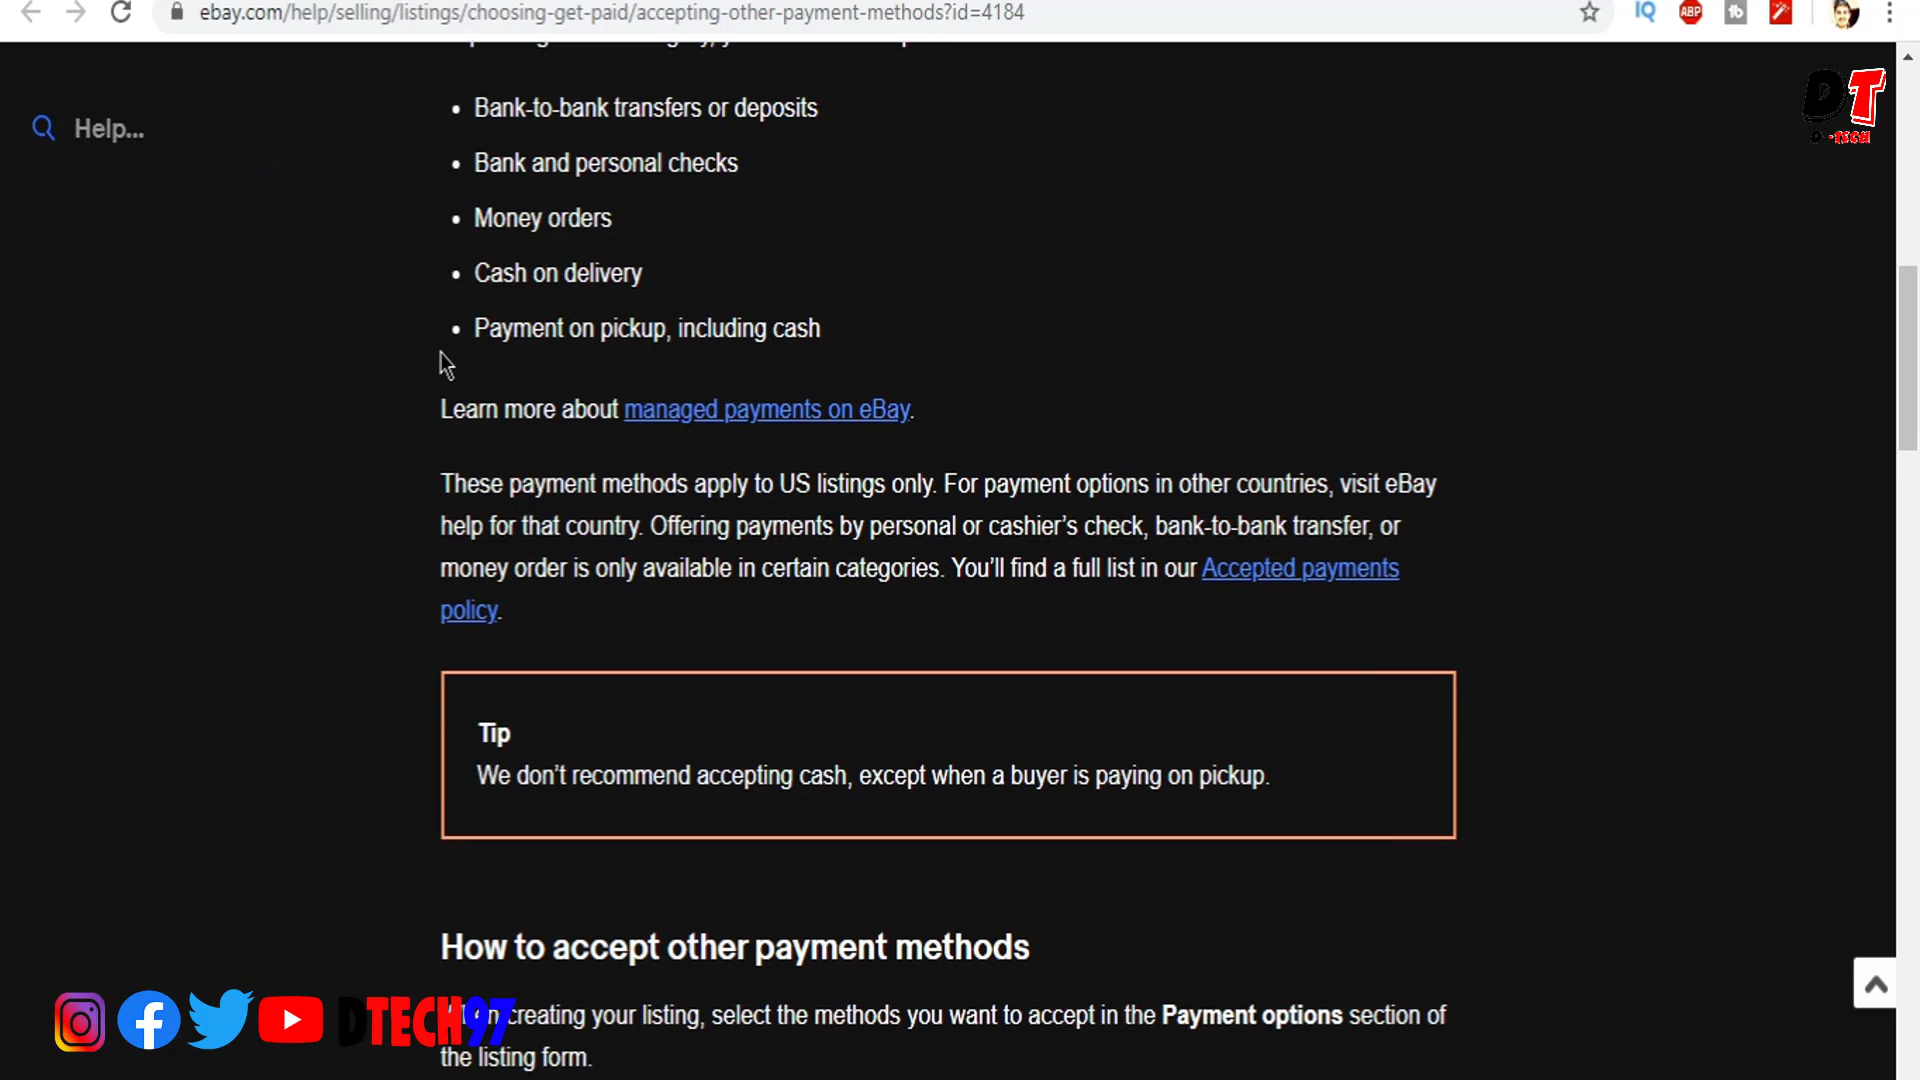 ebay.com/help/selling/listings/choosing-get-paid/accepting-other-payment-methods?id=4184
IQ
ABP
tb
DT
D-TECH
Help...
• Bank-to-bank transfers or deposits
• Bank and personal checks
• Money orders
• Cash on delivery
• Payment on pickup, including cash
Learn more about managed payments on eBay.
These payment methods apply to US listings only. For payment options in other countries, visit eBay
help for that country. Offering payments by personal or cashier’s check, bank-to-bank transfer, or
money order is only available in certain categories. You’ll find a full list in our Accepted payments
policy.
Tip
We don’t recommend accepting cash, except when a buyer is paying on pickup.
How to accept other payment methods
creating your listing, select the methods you want to accept in the Payment options section of
the listing form.
DTECH97